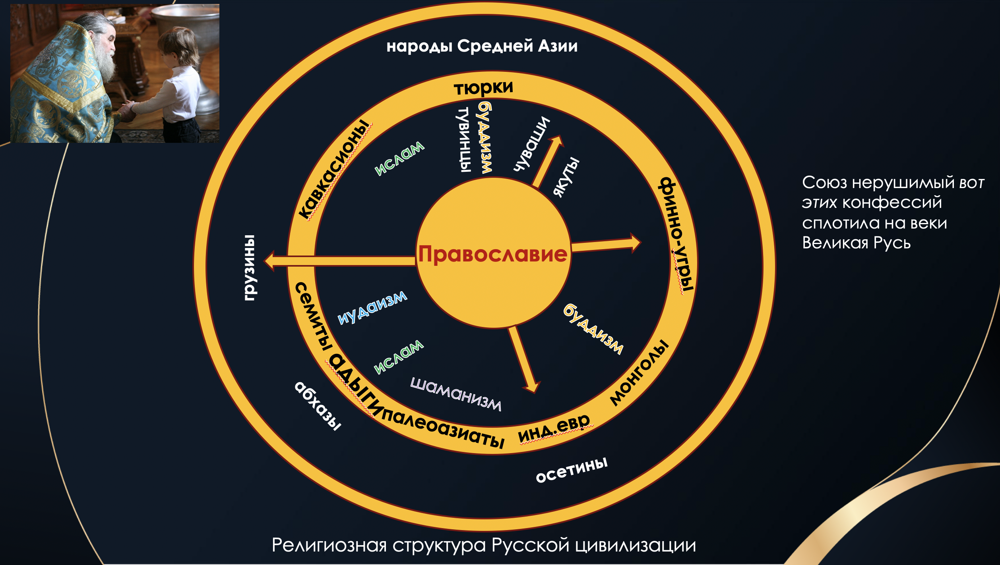 народы Средней Азии
тюрки
тувинцы
буддизм
чуваши
якуты
кавкасионы
ислам
финно-угры
Православие
грузины
семиты
иудаизм
буддизм
адыги
ислам
шаманизм
монголы
абхазы
палеоазиаты
инд.евр
осетины
Союз нерушимый вот
этих конфессий
сплотила на веки
Великая Русь
Религиозная структура Русской цивилизации